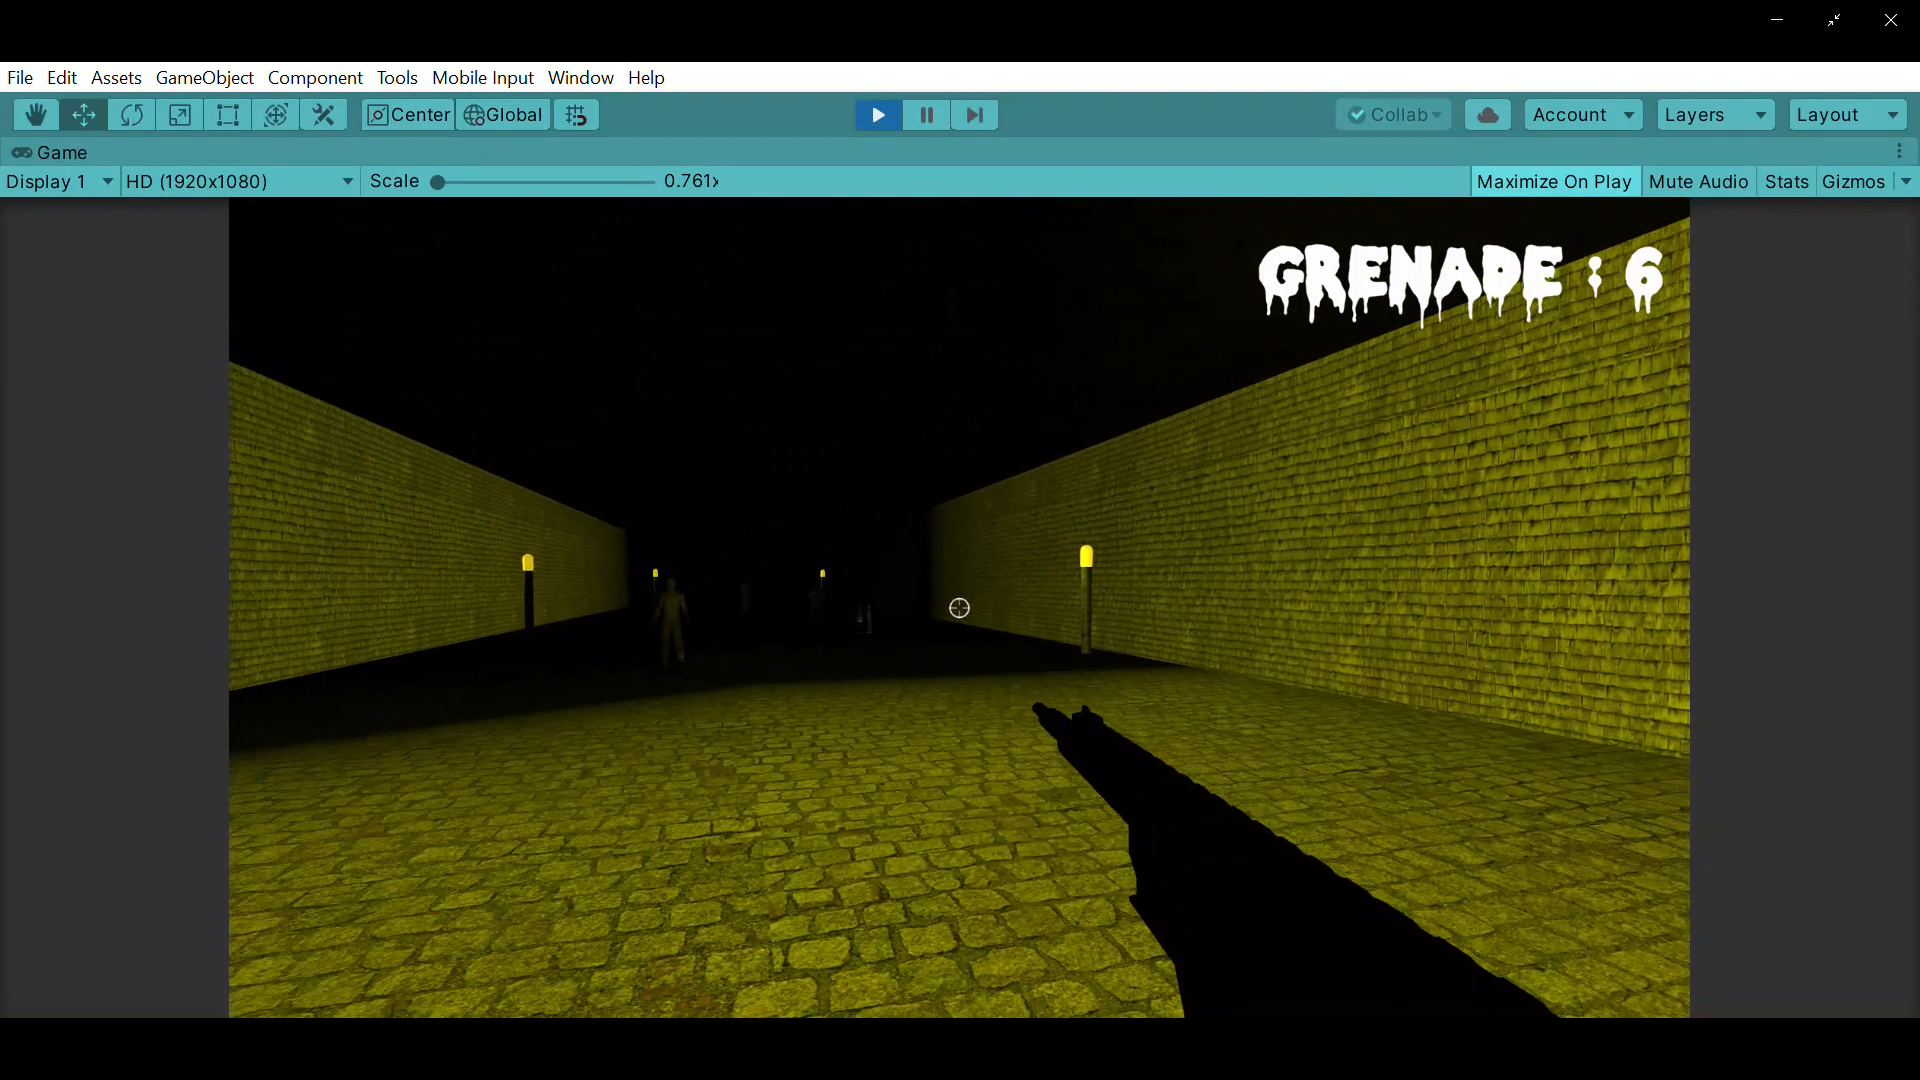 File Edit Assets GameObject Component Tools Mobile Input Window Help
Center Global Collab Account Layers Layout
Game
Display 1 HD (1920x1080) Scale 0.761x Maximize On Play Mute Audio Stats Gizmos
GRENADE : 6